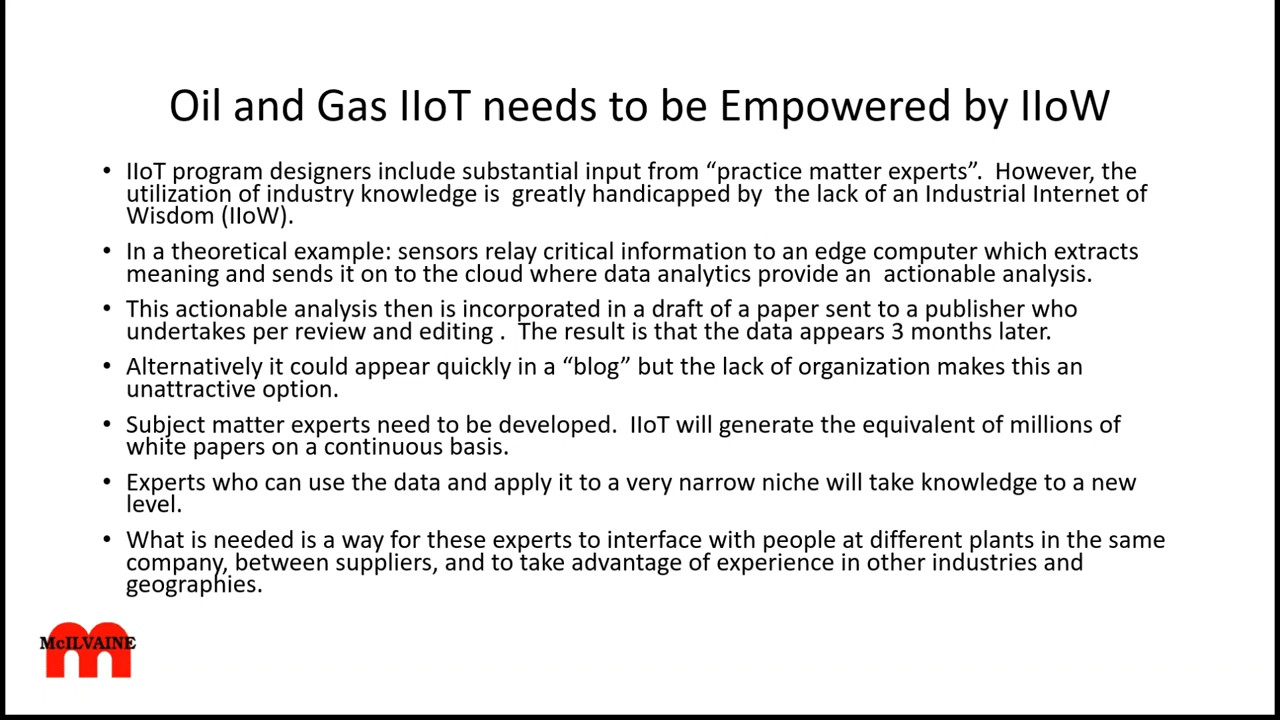 Oil and Gas IIoT needs to be Empowered by IIoW
• IIoT program designers include substantial input from “practice matter experts”.  However, the
utilization of industry knowledge is  greatly handicapped by  the lack of an Industrial Internet of
Wisdom (IIoW).
• In a theoretical example: sensors relay critical information to an edge computer which extracts
meaning and sends it on to the cloud where data analytics provide an  actionable analysis.
• This actionable analysis then is incorporated in a draft of a paper sent to a publisher who
undertakes per review and editing .  The result is that the data appears 3 months later.
• Alternatively it could appear quickly in a “blog” but the lack of organization makes this an
unattractive option.
• Subject matter experts need to be developed.  IIoT will generate the equivalent of millions of
white papers on a continuous basis.
• Experts who can use the data and apply it to a very narrow niche will take knowledge to a new
level.
• What is needed is a way for these experts to interface with people at different plants in the same
company, between suppliers, and to take advantage of experience in other industries and
geographies.
McILVAINE